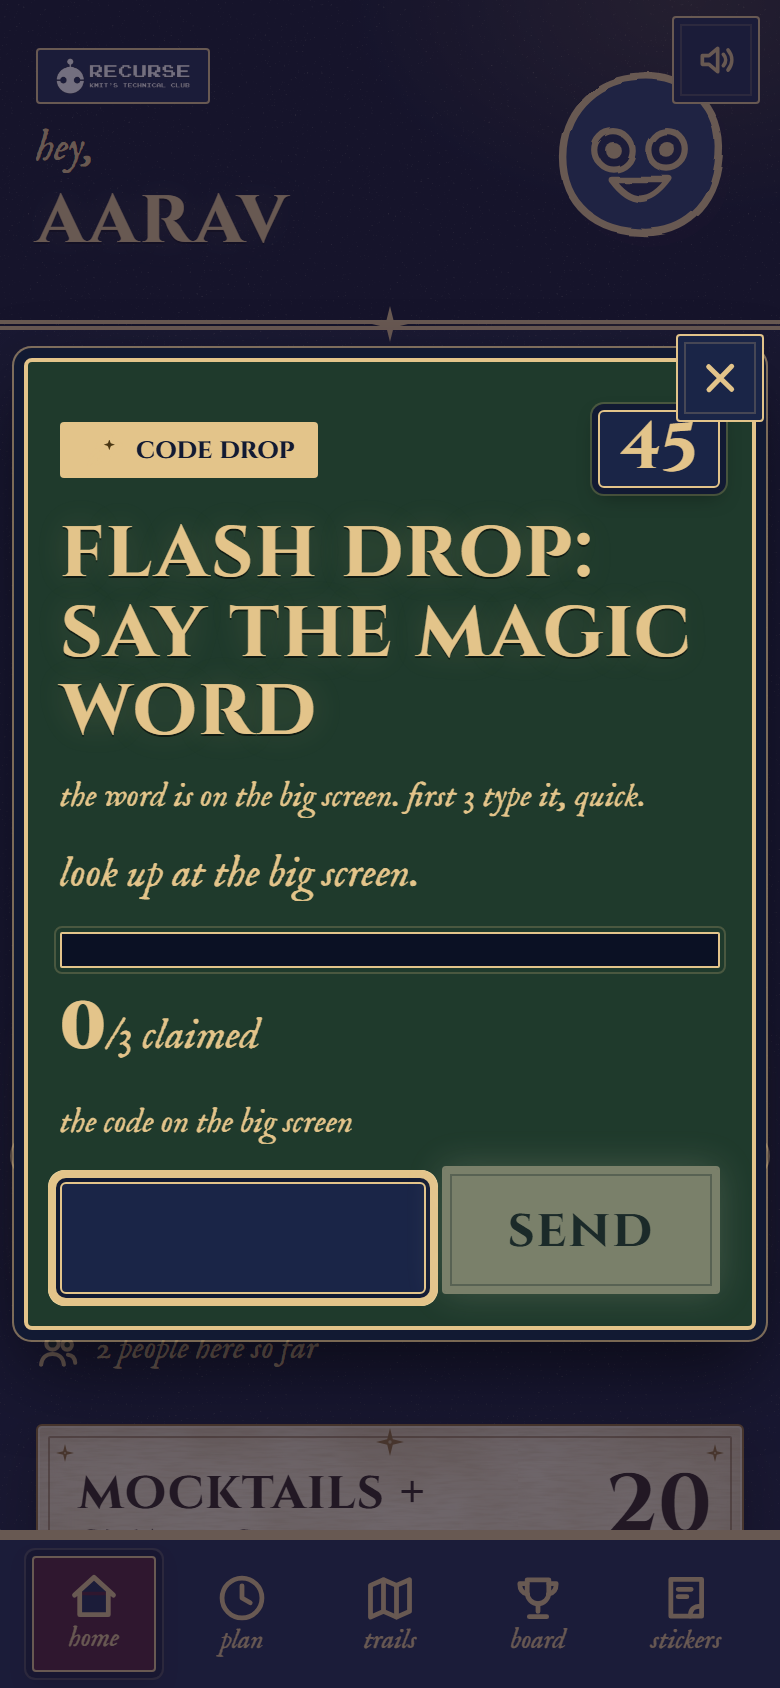 RECURSE
KMIT'S TECHNICAL CLUB
hey,
AARAV
CODE DROP
45
FLASH DROP:
SAY THE MAGIC
WORD
the word is on the big screen. first 3 type it, quick.
look up at the big screen.
0/3 claimed
the code on the big screen
SEND
2 people here so far
MOCKTAILS +
20
home
plan
trails
board
stickers